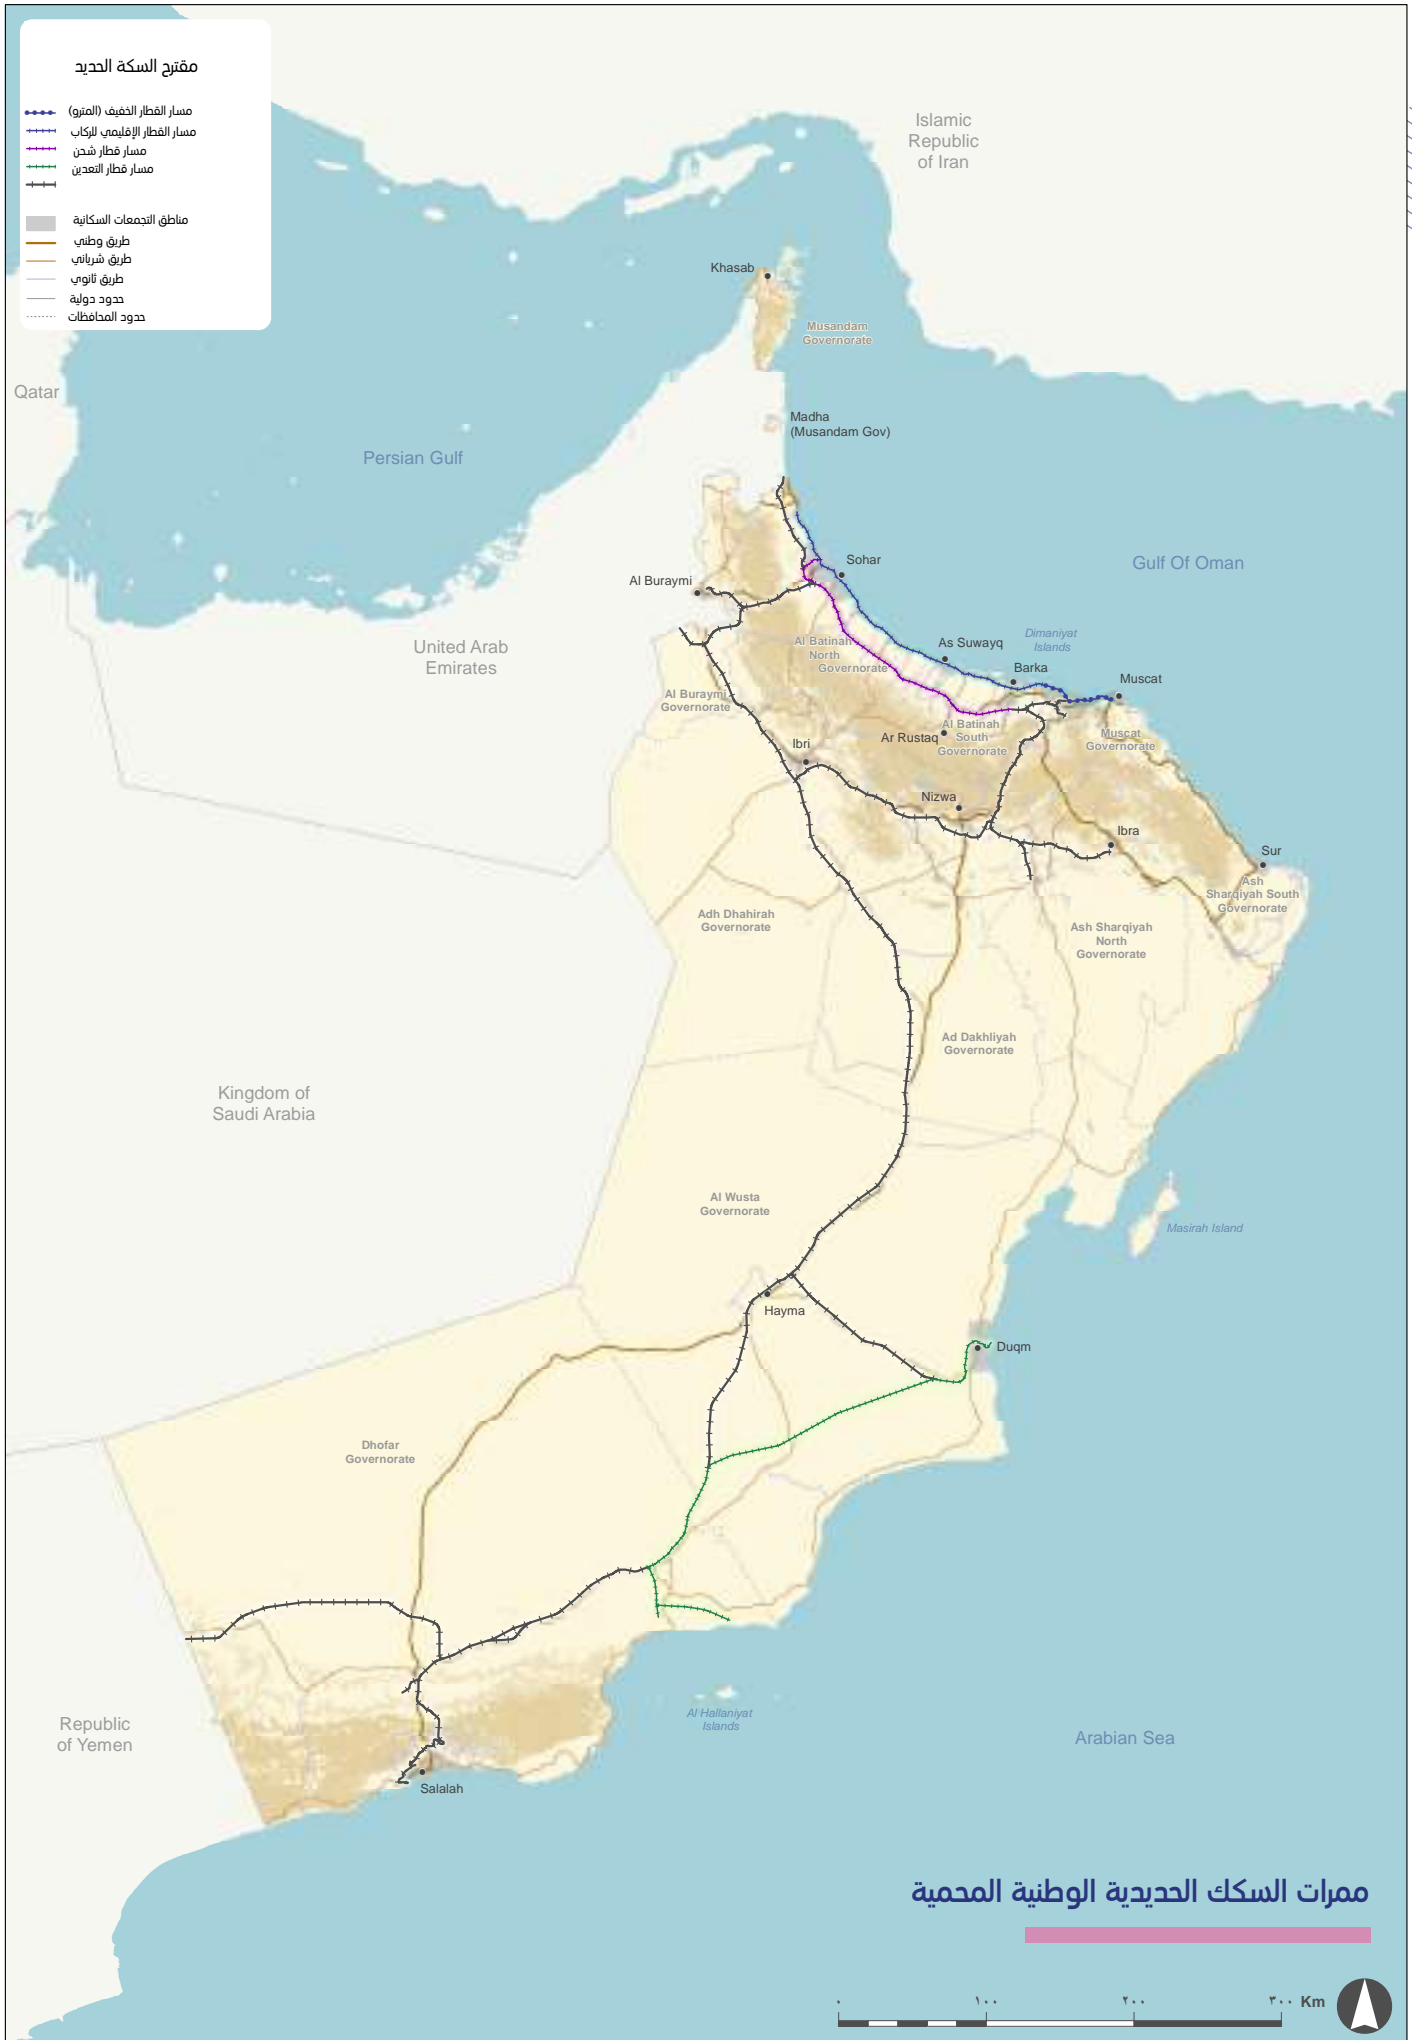 مقترح السكة الحديد
مسار القطار الخفيف (المترو)
مسار القطار الإقليمي للركاب
مسار قطار شحن
مسار قطار التعدين
مناطق التجمعات السكانية
طريق وطني
طريق شرياني
طريق ثانوي
حدود دولية
حدود المحافظات
Islamic
Republic
of Iran
Khasab
Musandam
Governorate
Qatar
Madha
(Musandam Gov)
Persian Gulf
Sohar
Gulf Of Oman
Al Buraymi
United Arab
Emirates
Al Batinah
North
Governorate
As Suwayq
Dimaniyat
Islands
Barka
Muscat
Al Buraymi
Governorate
Ar Rustaq
Al Batinah
South
Governorate
Muscat
Governorate
Ibri
Nizwa
Ibra
Sur
Ash
Sharqiyah South
Governorate
Adh Dhahirah
Governorate
Ash Sharqiyah
North
Governorate
Ad Dakhliyah
Governorate
Kingdom of
Saudi Arabia
Al Wusta
Governorate
Masirah Island
Hayma
Duqm
Dhofar
Governorate
Al Hallaniyat
Islands
Republic
of Yemen
Arabian Sea
Salalah
ممرات السكك الحديدية الوطنية المحمية
٠ ١٠٠ ٢٠٠ ٣٠٠ Km